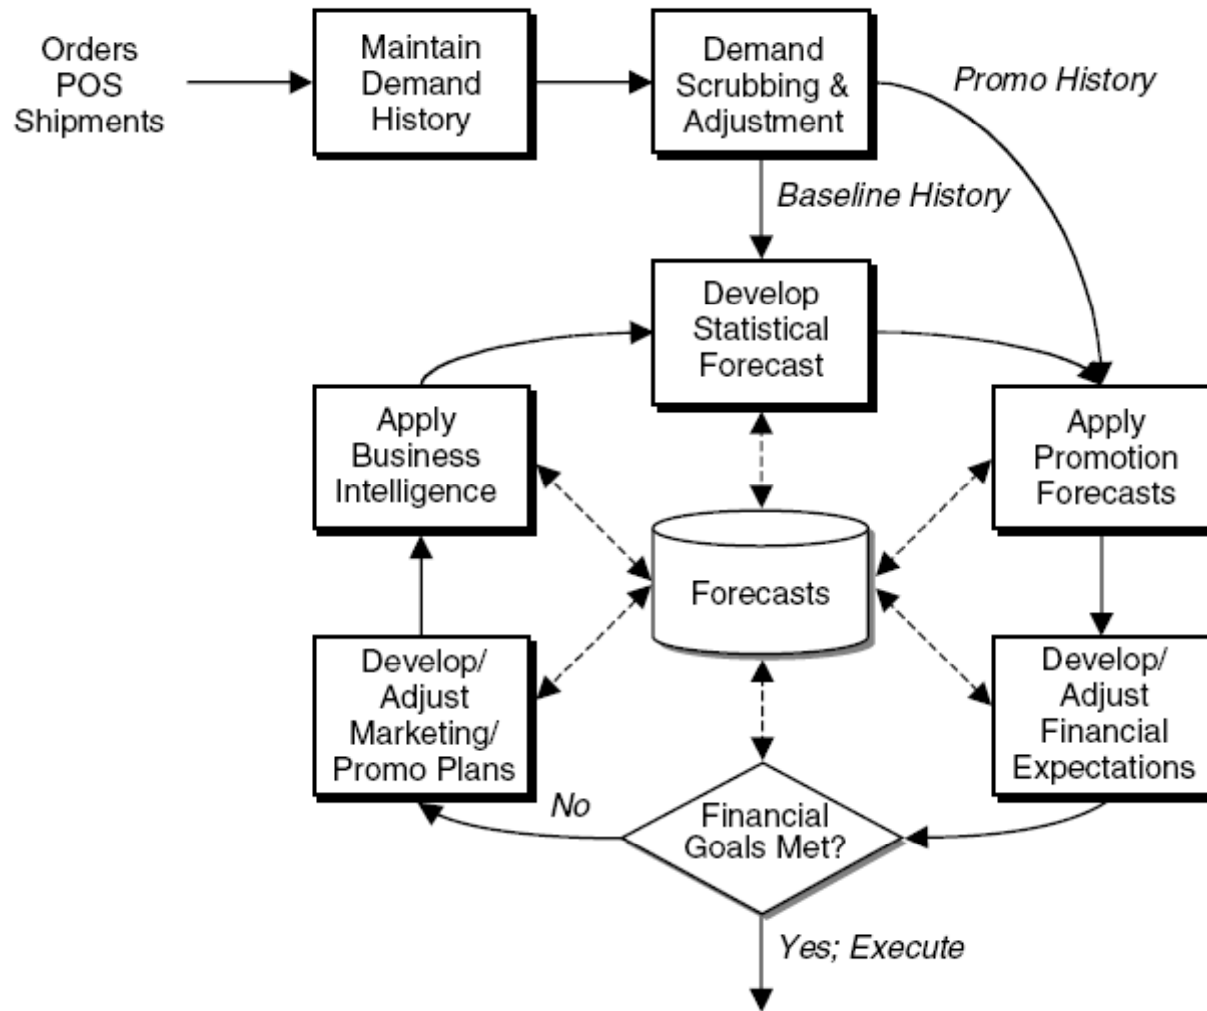 Orders
POS
Shipments
Maintain
Demand
History
Demand
Scrubbing &
Adjustment
Promo History
Baseline History
Develop
Statistical
Forecast
Apply
Business
Intelligence
Apply
Promotion
Forecasts
Forecasts
Develop/
Adjust
Marketing/
Promo Plans
Develop/
Adjust
Financial
Expectations
No
Financial
Goals Met?
Yes; Execute